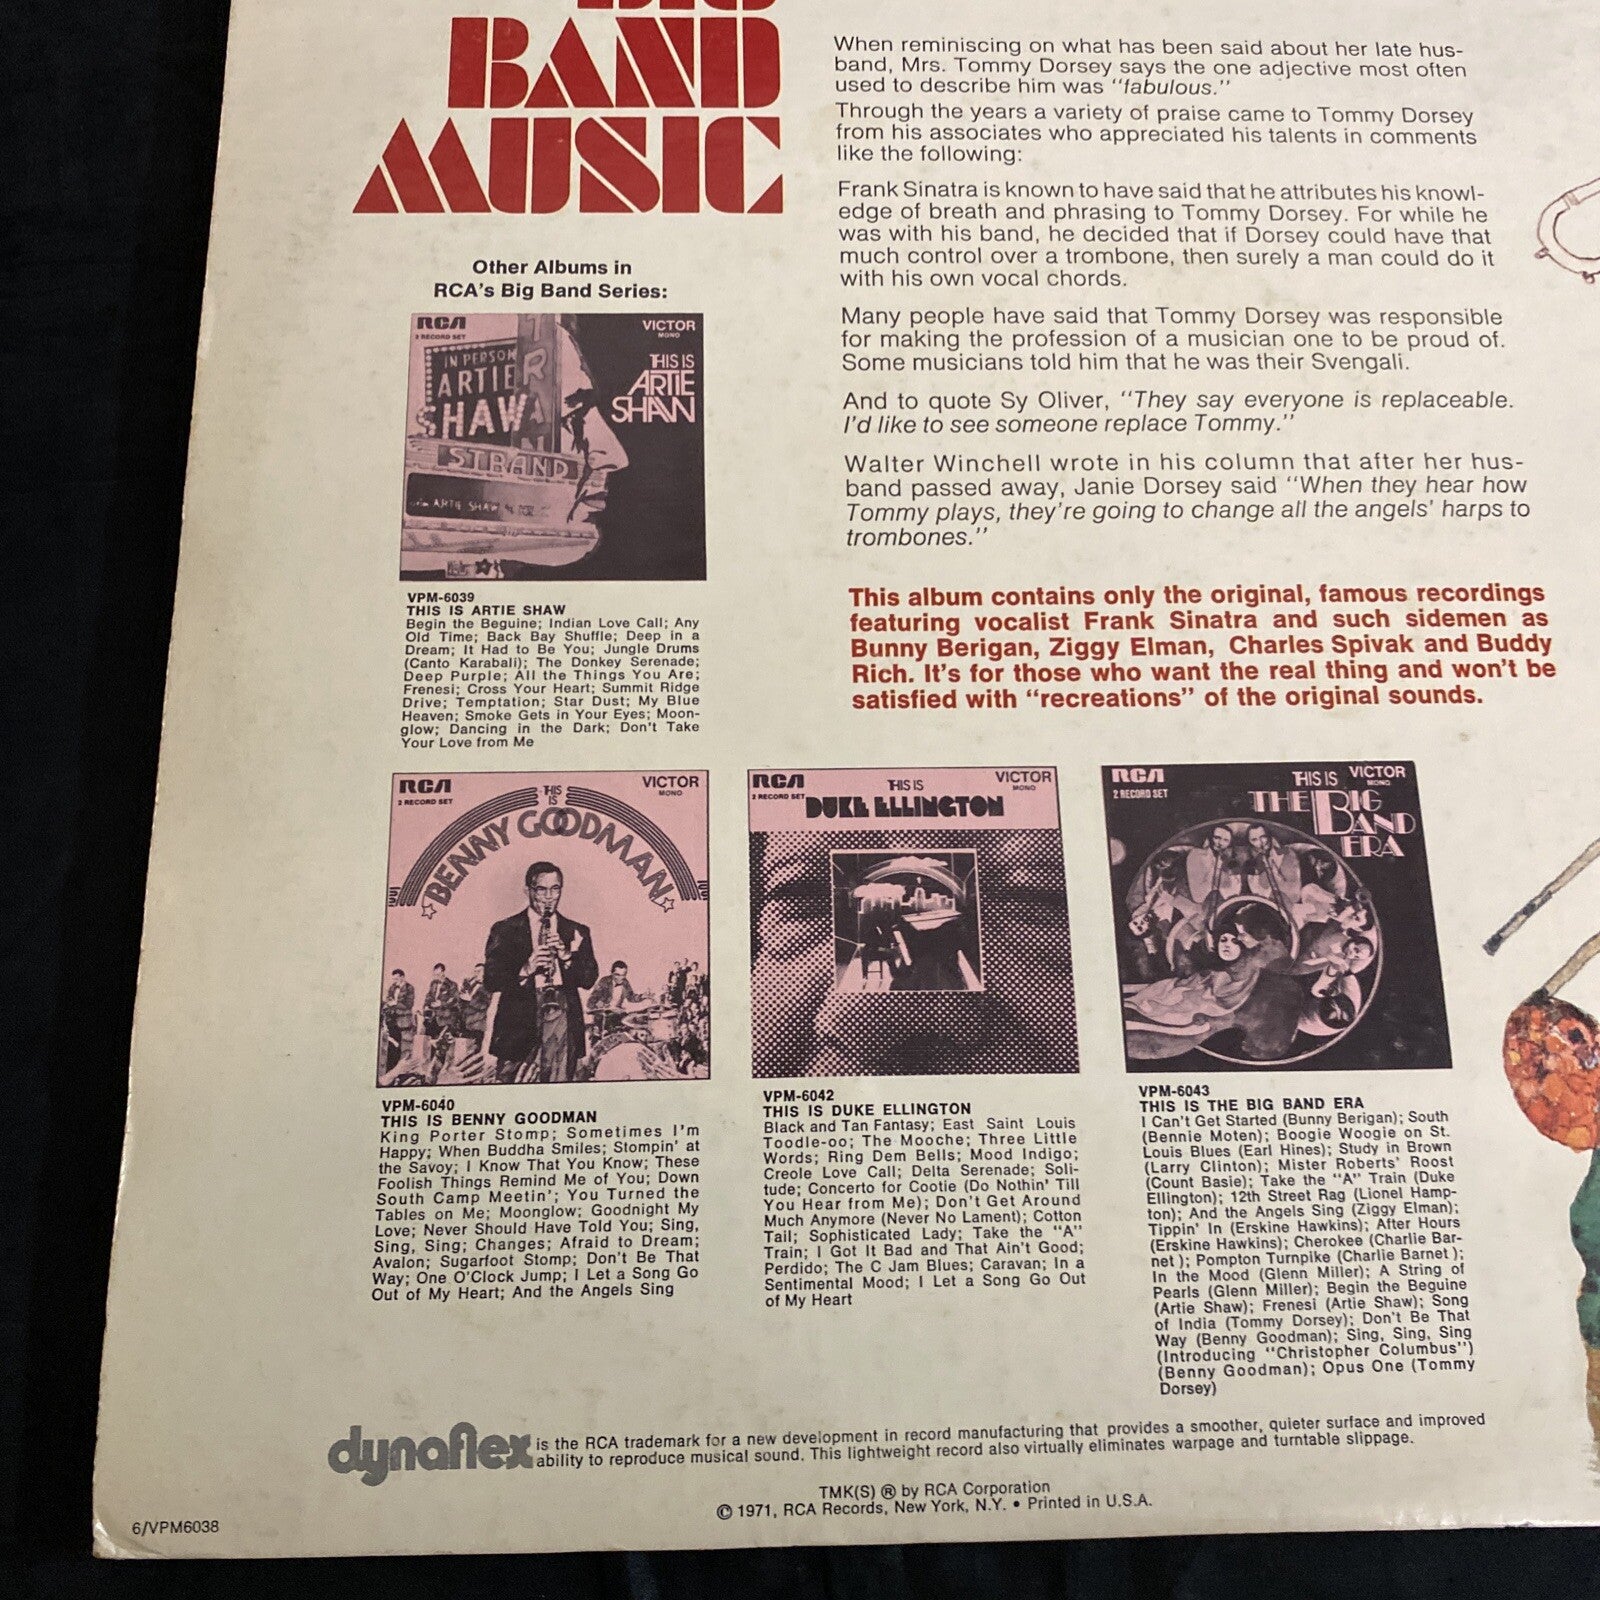 BIG
BAND
MUSIC
Other Albums in
RCA's Big Band Series:
RCA
2 RECORD SET
VICTOR
MONO
THIS IS
ARTIE
SHAW
IN PERSON
ARTIE
SHAW
STRAND
ARTIE SHAW
VPM-6039
THIS IS ARTIE SHAW
Begin the Beguine; Indian Love Call; Any
Old Time; Back Bay Shuffle; Deep in a
Dream; It Had to Be You; Jungle Drums
(Canto Karabali); The Donkey Serenade;
Deep Purple; All the Things You Are;
Frenesi; Cross Your Heart; Summit Ridge
Drive; Temptation; Star Dust; My Blue
Heaven; Smoke Gets in Your Eyes; Moon-
glow; Dancing in the Dark; Don't Take
Your Love from Me
When reminiscing on what has been said about her late hus-
band, Mrs. Tommy Dorsey says the one adjective most often
used to describe him was "fabulous."
Through the years a variety of praise came to Tommy Dorsey
from his associates who appreciated his talents in comments
like the following:
Frank Sinatra is known to have said that he attributes his knowl-
edge of breath and phrasing to Tommy Dorsey. For while he
was with his band, he decided that if Dorsey could have that
much control over a trombone, then surely a man could do it
with his own vocal chords.
Many people have said that Tommy Dorsey was responsible
for making the profession of a musician one to be proud of.
Some musicians told him that he was their Svengali.
And to quote Sy Oliver, "They say everyone is replaceable.
I'd like to see someone replace Tommy."
Walter Winchell wrote in his column that after her hus-
band passed away, Janie Dorsey said "When they hear how
Tommy plays, they're going to change all the angels' harps to
trombones."
This album contains only the original, famous recordings
featuring vocalist Frank Sinatra and such sidemen as
Bunny Berigan, Ziggy Elman, Charles Spivak and Buddy
Rich. It's for those who want the real thing and won't be
satisfied with "recreations" of the original sounds.
RCA
2 RECORD SET
VICTOR
MONO
THIS
IS
BENNY GOODMAN
VPM-6040
THIS IS BENNY GOODMAN
King Porter Stomp; Sometimes I'm
Happy; When Buddha Smiles; Stompin' at
the Savoy; I Know That You Know; These
Foolish Things Remind Me of You; Down
South Camp Meetin'; You Turned the
Tables on Me; Moonglow; Goodnight My
Love; Never Should Have Told You; Sing,
Sing, Sing; Changes; Afraid to Dream;
Avalon; Sugarfoot Stomp; Don't Be That
Way; One O'Clock Jump; I Let a Song Go
Out of My Heart; And the Angels Sing
RCA
2 RECORD SET
VICTOR
MONO
THIS IS
DUKE ELLINGTON
VPM-6042
THIS IS DUKE ELLINGTON
Black and Tan Fantasy; East Saint Louis
Toodle-oo; The Mooche; Three Little
Words; Ring Dem Bells; Mood Indigo;
Creole Love Call; Delta Serenade; Soli-
tude; Concerto for Cootie (Do Nothin' Till
You Hear from Me); Don't Get Around
Much Anymore (Never No Lament); Cotton
Tail; Sophisticated Lady; Take the "A"
Train; I Got It Bad and That Ain't Good;
Perdido; The C Jam Blues; Caravan; In a
Sentimental Mood; I Let a Song Go Out
of My Heart
RCA
2 RECORD SET
VICTOR
MONO
THIS IS
THE BIG
BAND
ERA
VPM-6043
THIS IS THE BIG BAND ERA
I Can't Get Started (Bunny Berigan); South
(Bennie Moten); Boogie Woogie on St.
Louis Blues (Earl Hines); Study in Brown
(Larry Clinton); Mister Roberts' Roost
(Count Basie); Take the "A" Train (Duke
Ellington); 12th Street Rag (Lionel Hamp-
ton); And the Angels Sing (Ziggy Elman);
Tippin' In (Erskine Hawkins); After Hours
(Erskine Hawkins); Cherokee (Charlie Bar-
net ); Pompton Turnpike (Charlie Barnet );
In the Mood (Glenn Miller); A String of
Pearls (Glenn Miller); Begin the Beguine
(Artie Shaw); Frenesi (Artie Shaw); Song
of India (Tommy Dorsey); Don't Be That
Way (Benny Goodman); Sing, Sing, Sing
(Introducing "Christopher Columbus")
(Benny Goodman); Opus One (Tommy
Dorsey)
dynaflex is the RCA trademark for a new development in record manufacturing that provides a smoother, quieter surface and improved
ability to reproduce musical sound. This lightweight record also virtually eliminates warpage and turntable slippage.
TMK(S) ® by RCA Corporation
© 1971, RCA Records, New York, N.Y. • Printed in U.S.A.
6/VPM6038